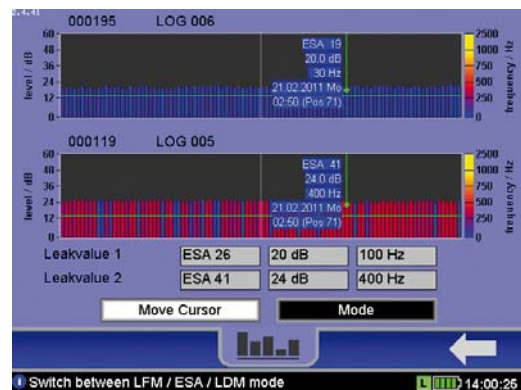 2.4.41
000195 LOG 006
60
48
36
24
12
0
level / dB
ESA 19
20.0 dB
30 Hz
21.02.2011 Mo
02:50 (Pos.71)
2500
1000
500
250
0
frequency / Hz
000119 LOG 005
60
48
36
24
12
0
level / dB
ESA 41
24.0 dB
400 Hz
21.02.2011 Mo
02:50 (Pos.71)
2500
1000
500
250
0
frequency / Hz
Leakvalue 1 ESA 26 20 dB 100 Hz
Leakvalue 2 ESA 41 24 dB 400 Hz
Move Cursor Mode
i Switch between LFM / ESA / LDM mode L 14:00:25